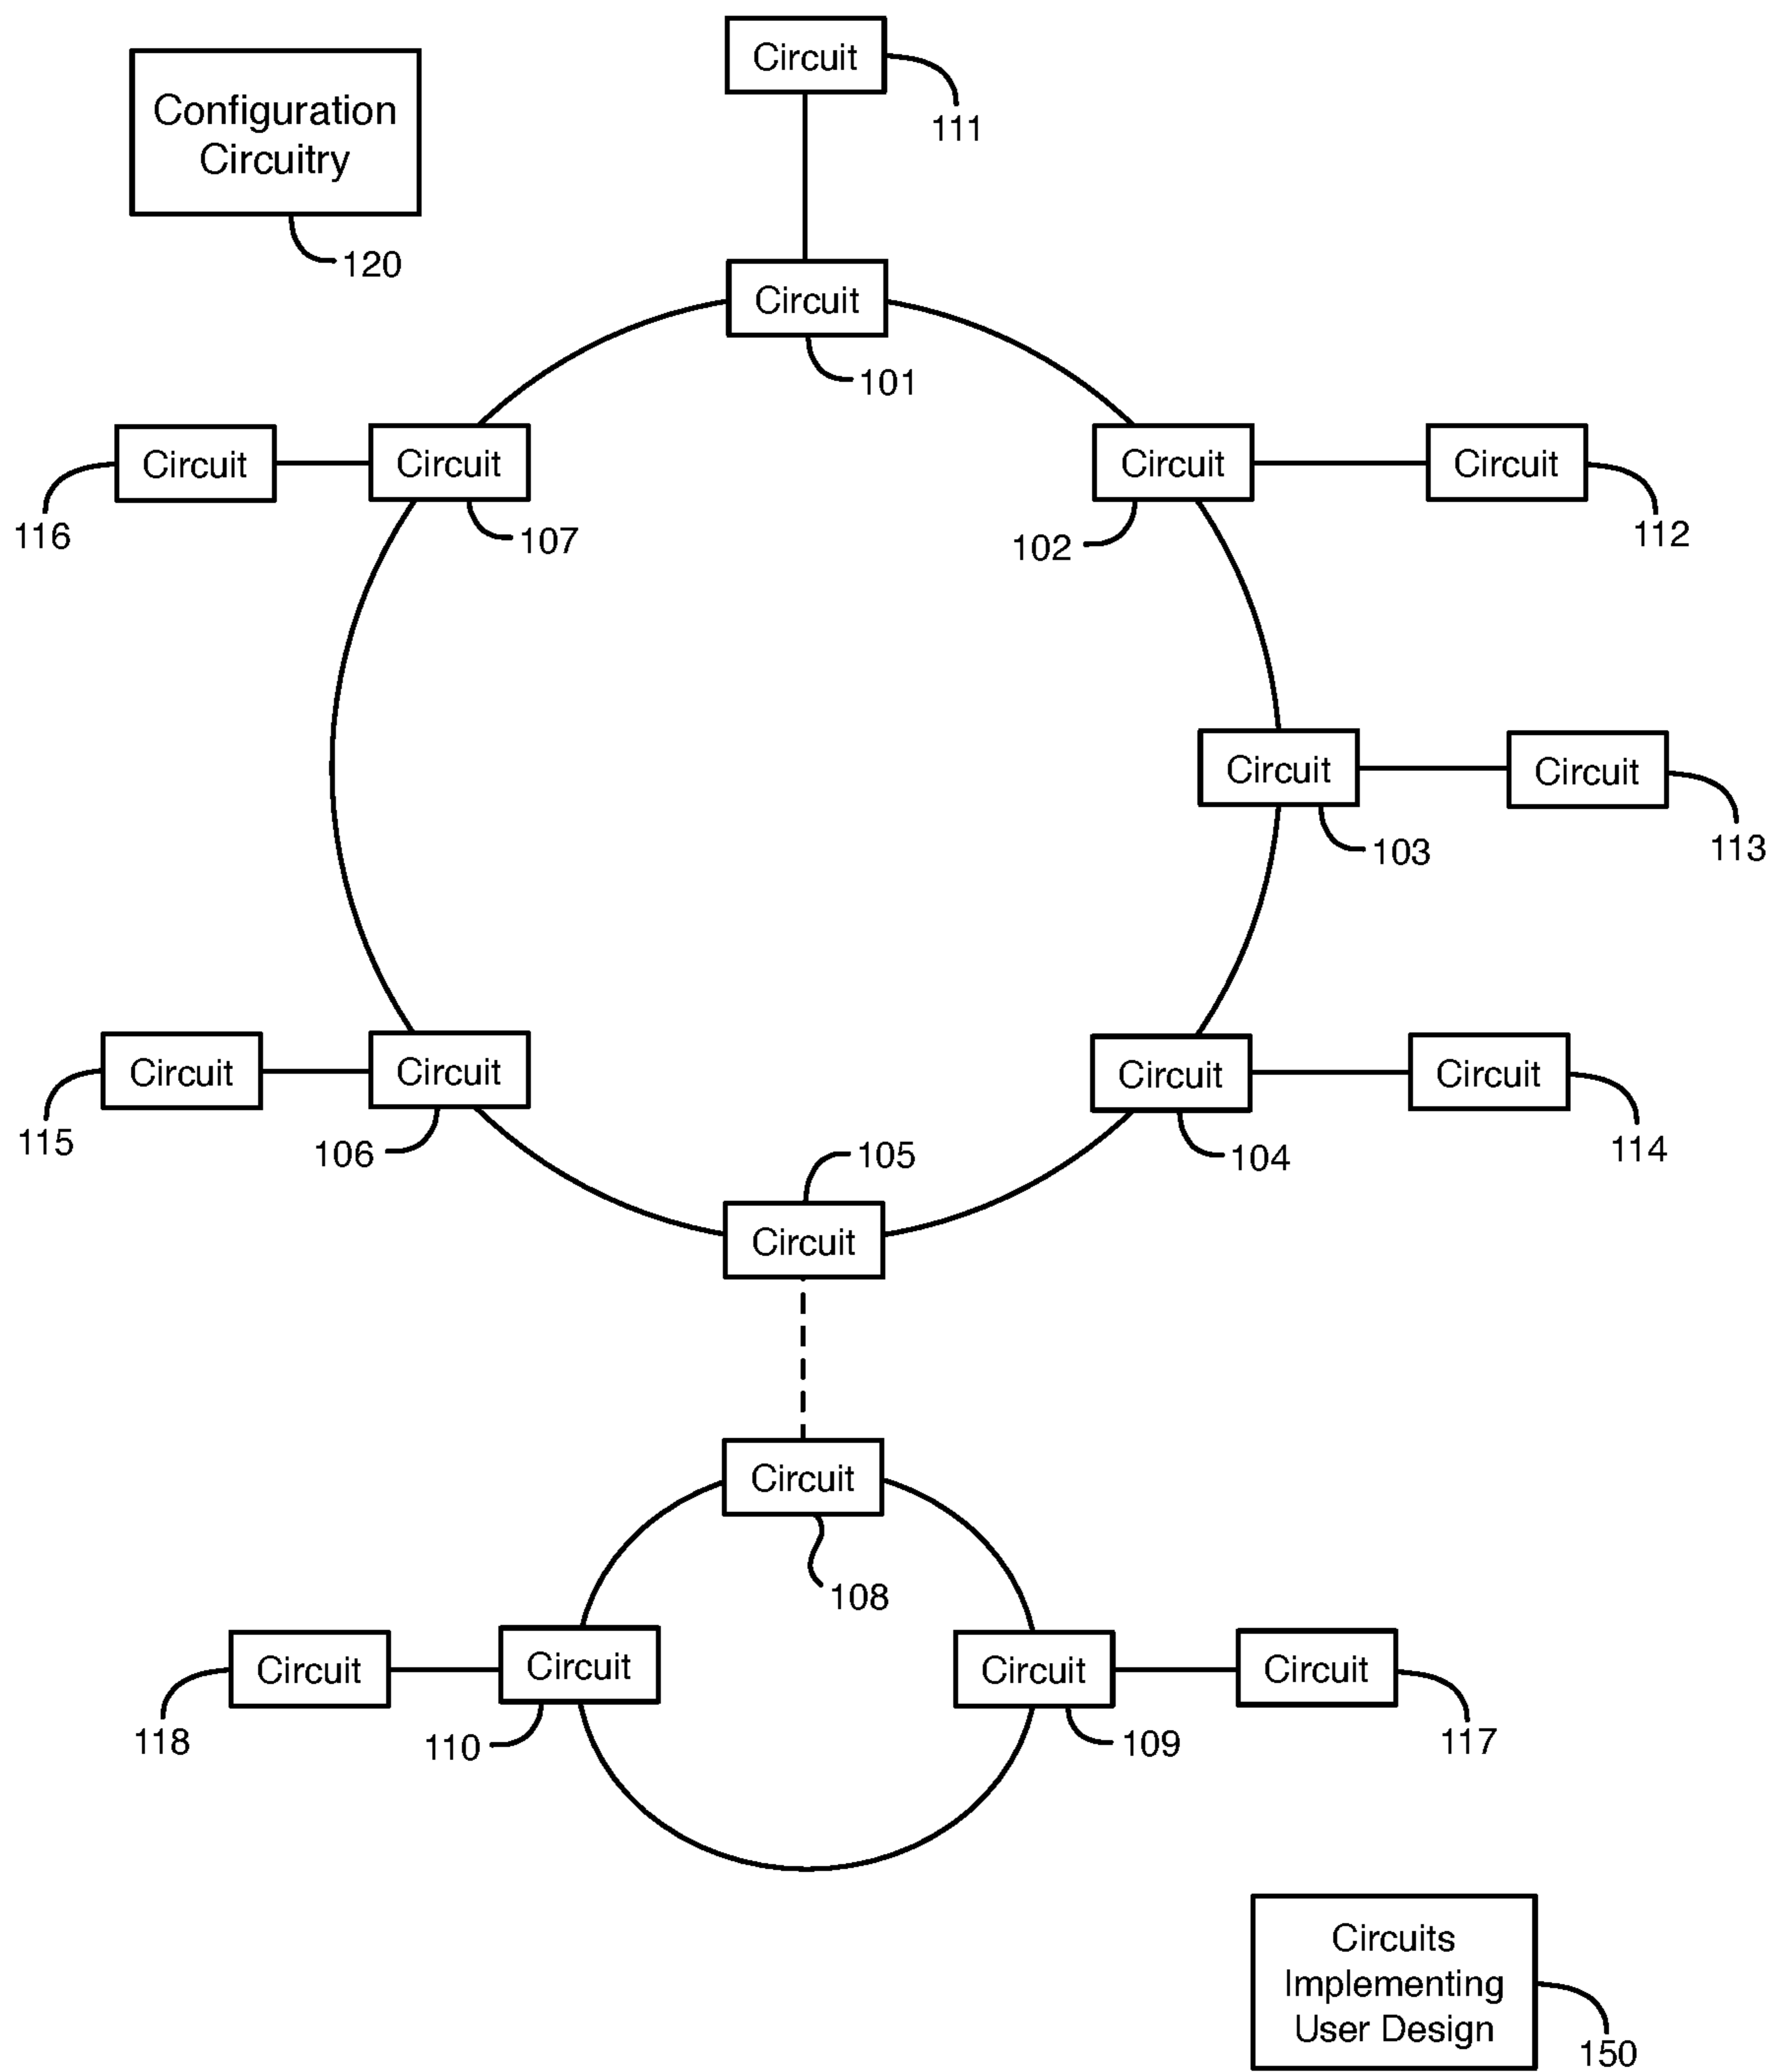 Circuit
111
Configuration
Circuitry
120
Circuit
101
Circuit
116
Circuit
107
Circuit
102
Circuit
112
Circuit
103
Circuit
113
Circuit
115
Circuit
106
Circuit
104
Circuit
114
105
Circuit
Circuit
108
Circuit
118
Circuit
110
Circuit
109
Circuit
117
Circuits
Implementing
User Design
150